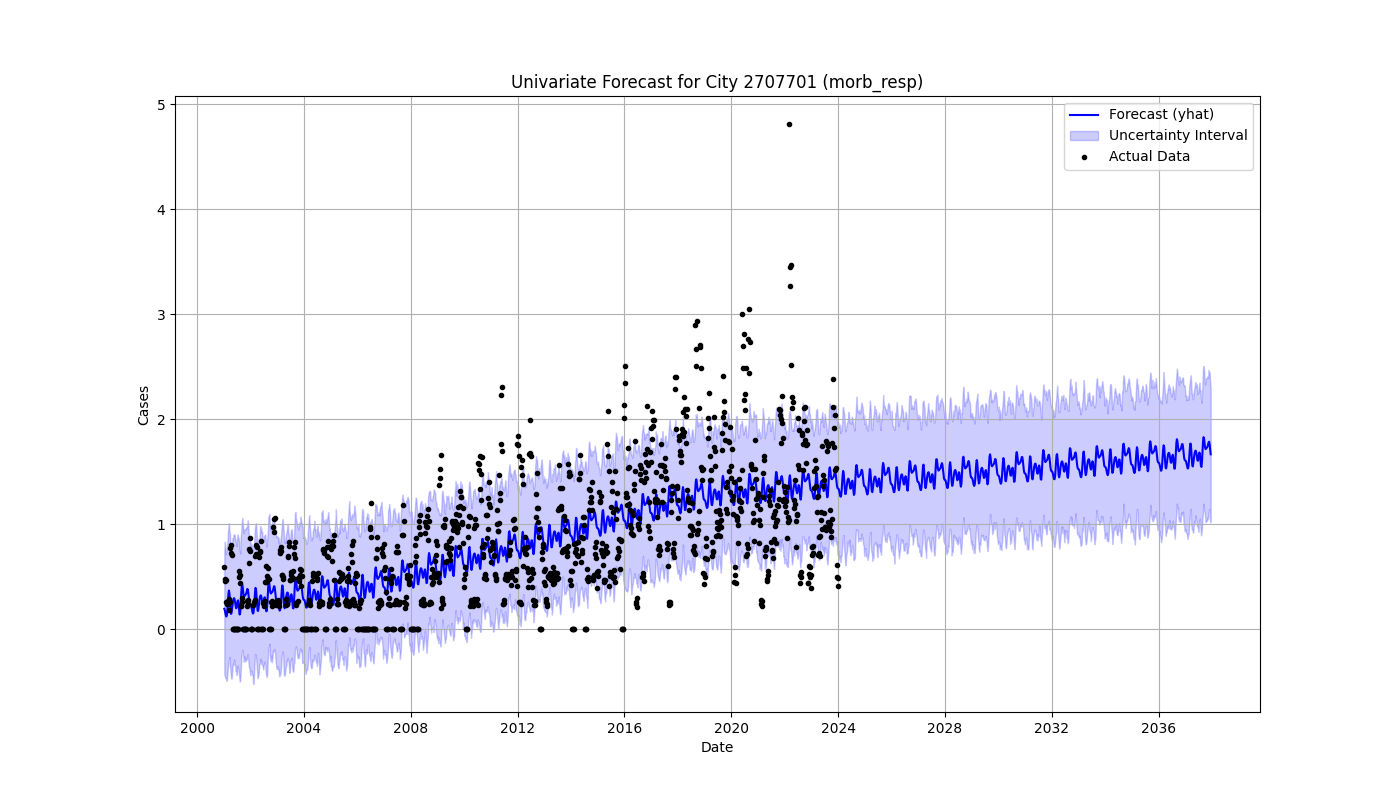 Univariate Forecast for City 2707701 (morb_resp)
Forecast (yhat)
Uncertainty Interval
Actual Data
5
4
3
2
1
0
Cases
2000 2004 2008 2012 2016 2020 2024 2028 2032 2036
Date